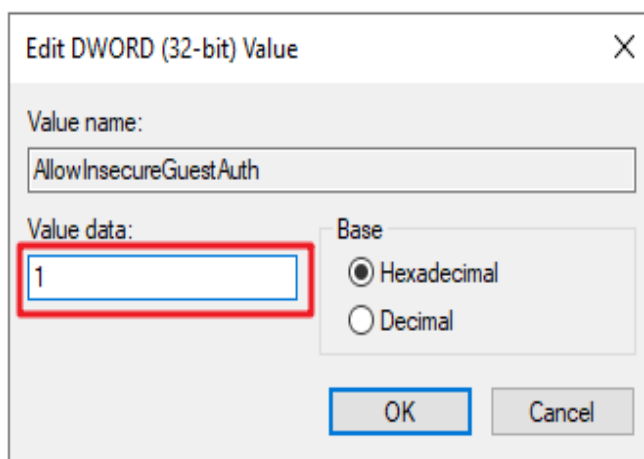 Edit DWORD (32-bit) Value
Value name:
AllowInsecureGuestAuth
Value data:
1
Base
Hexadecimal
Decimal
OK
Cancel